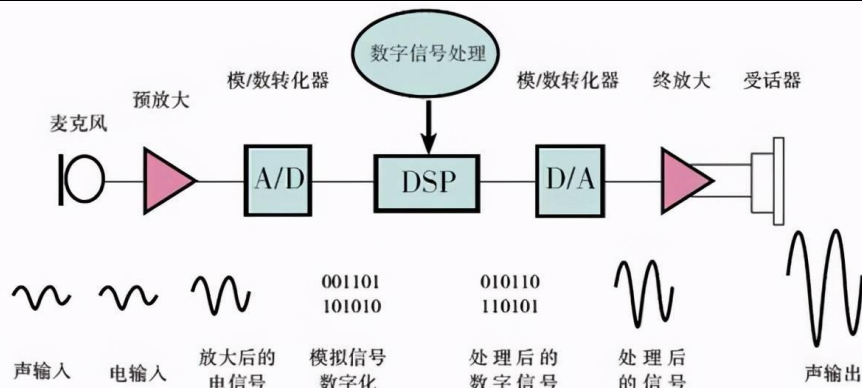 数字信号处理
模/数转化器
模/数转化器
终放大
受话器
预放大
麦克风
A/D
DSP
D/A
001101
101010
010110
110101
声输入
电输入
放大后的
电信号
模拟信号
数字化
处理后的
数字信号
处理后
的信号
声输出